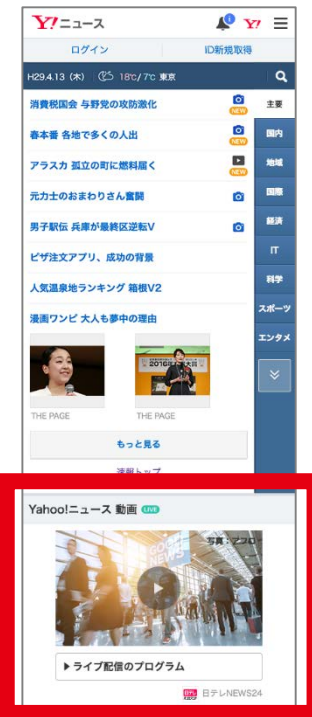 Y!ニュース
ログイン
ID新規取得
H29.4.13（木） 18℃/ 7℃ 東京
消費税国会 与野党の攻防激化
NEW
主要
春本番 各地で多くの人出
NEW
国内
アラスカ 孤立の町に燃料届く
NEW
地域
元力士のおまわりさん奮闘
国際
男子駅伝 兵庫が最終区逆転V
経済
ピザ注文アプリ、成功の背景
IT
人気温泉地ランキング 箱根V2
科学
漫画ワンピ 大人も夢中の理由
スポーツ
エンタメ
THE PAGE
THE PAGE
もっと見る
速報トップ
Yahoo!ニュース 動画 LIVE
写真：アフロ
GOOD NEWS
ライブ配信のプログラム
日テレNEWS24